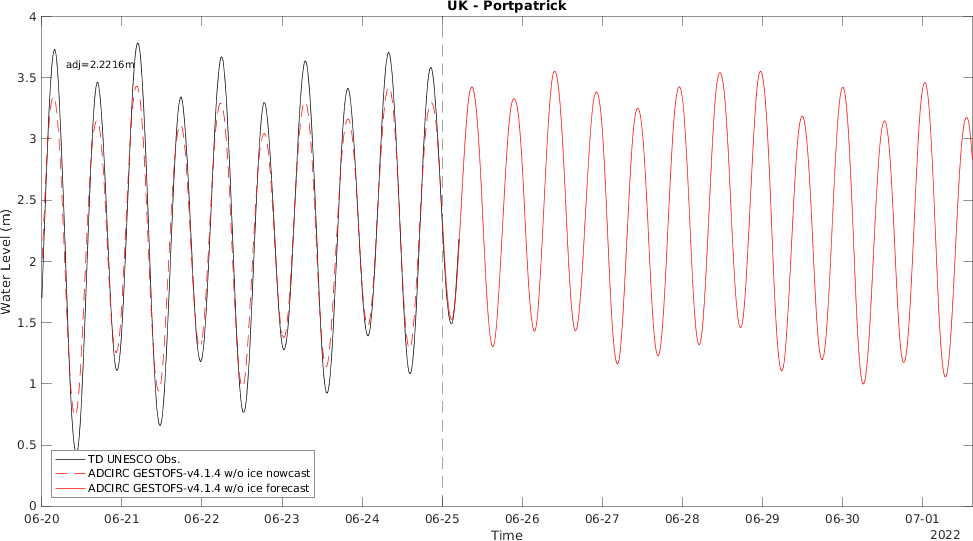 UK - Portpatrick
4
adj=2.2216m
3.5
3
2.5
2
1.5
1
0.5
0
Water Level (m)
TD UNESCO Obs.
ADCIRC GESTOFS-v4.1.4 w/o ice nowcast
ADCIRC GESTOFS-v4.1.4 w/o ice forecast
06-20 06-21 06-22 06-23 06-24 06-25 06-26 06-27 06-28 06-29 06-30 07-01
Time
2022